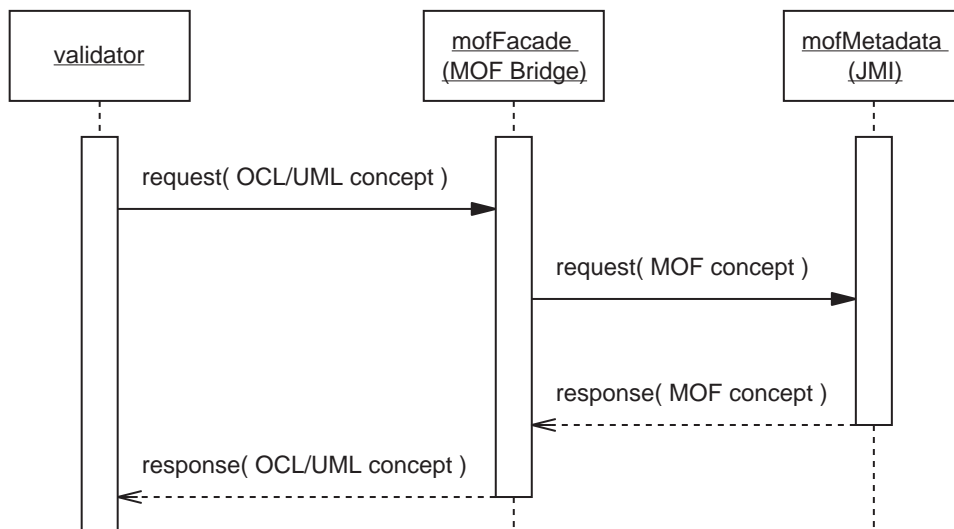 validator
mofFacade
(MOF Bridge)
mofMetadata
(JMI)
request( OCL/UML concept )
request( MOF concept )
response( MOF concept )
response( OCL/UML concept )